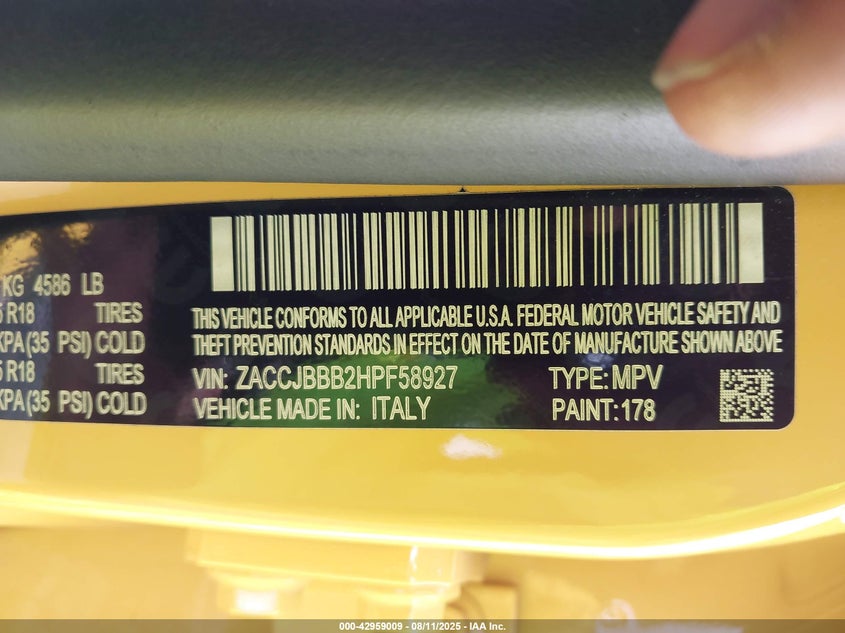 KG 4586 LB
R18 TIRES
KPA (35 PSI) COLD
R18 TIRES
KPA (35 PSI) COLD
THIS VEHICLE CONFORMS TO ALL APPLICABLE U.S.A. FEDERAL MOTOR VEHICLE SAFETY AND
THEFT PREVENTION STANDARDS IN EFFECT ON THE DATE OF MANUFACTURE SHOWN ABOVE
VIN: ZACCJBBB2HPF58927 TYPE: MPV
VEHICLE MADE IN: ITALY PAINT: 178
000-42959009 - 08/11/2025 - IAA Inc.